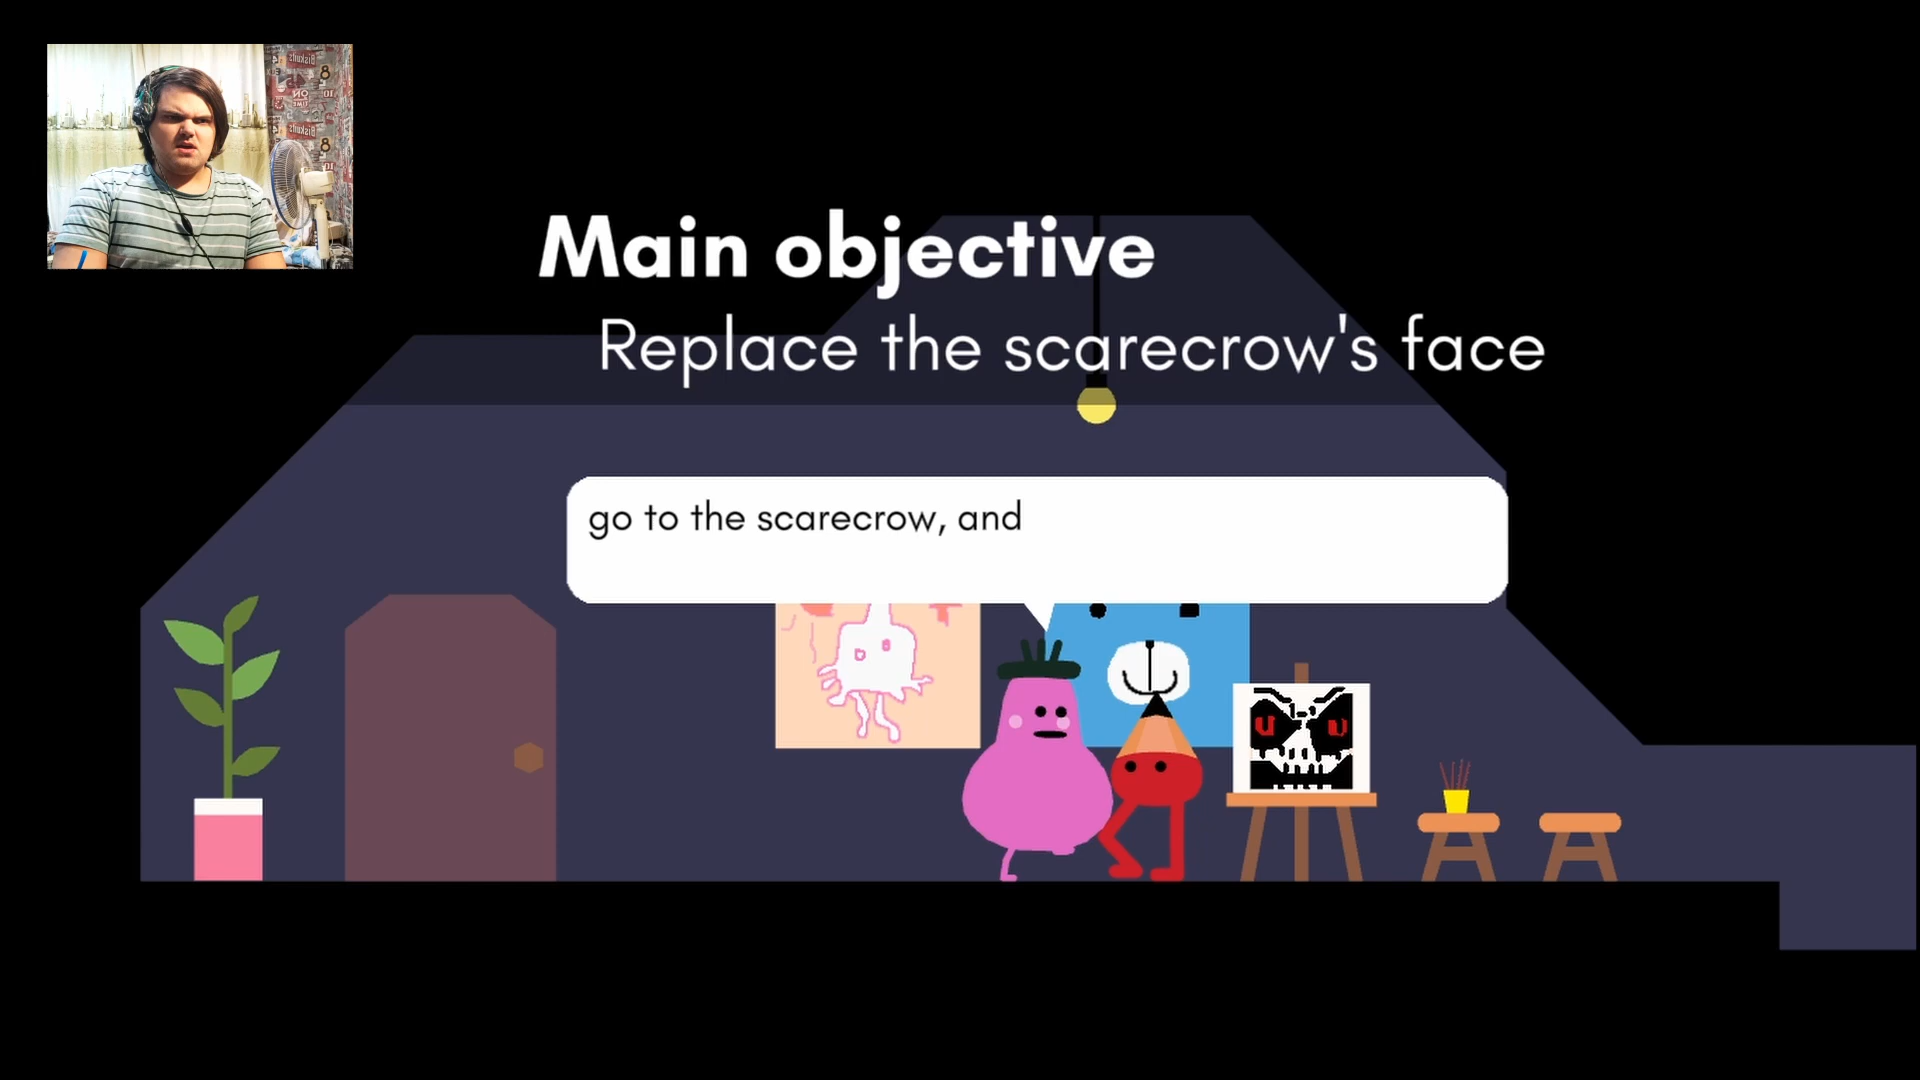 Main objective
Replace the scarecrow's face
go to the scarecrow, and